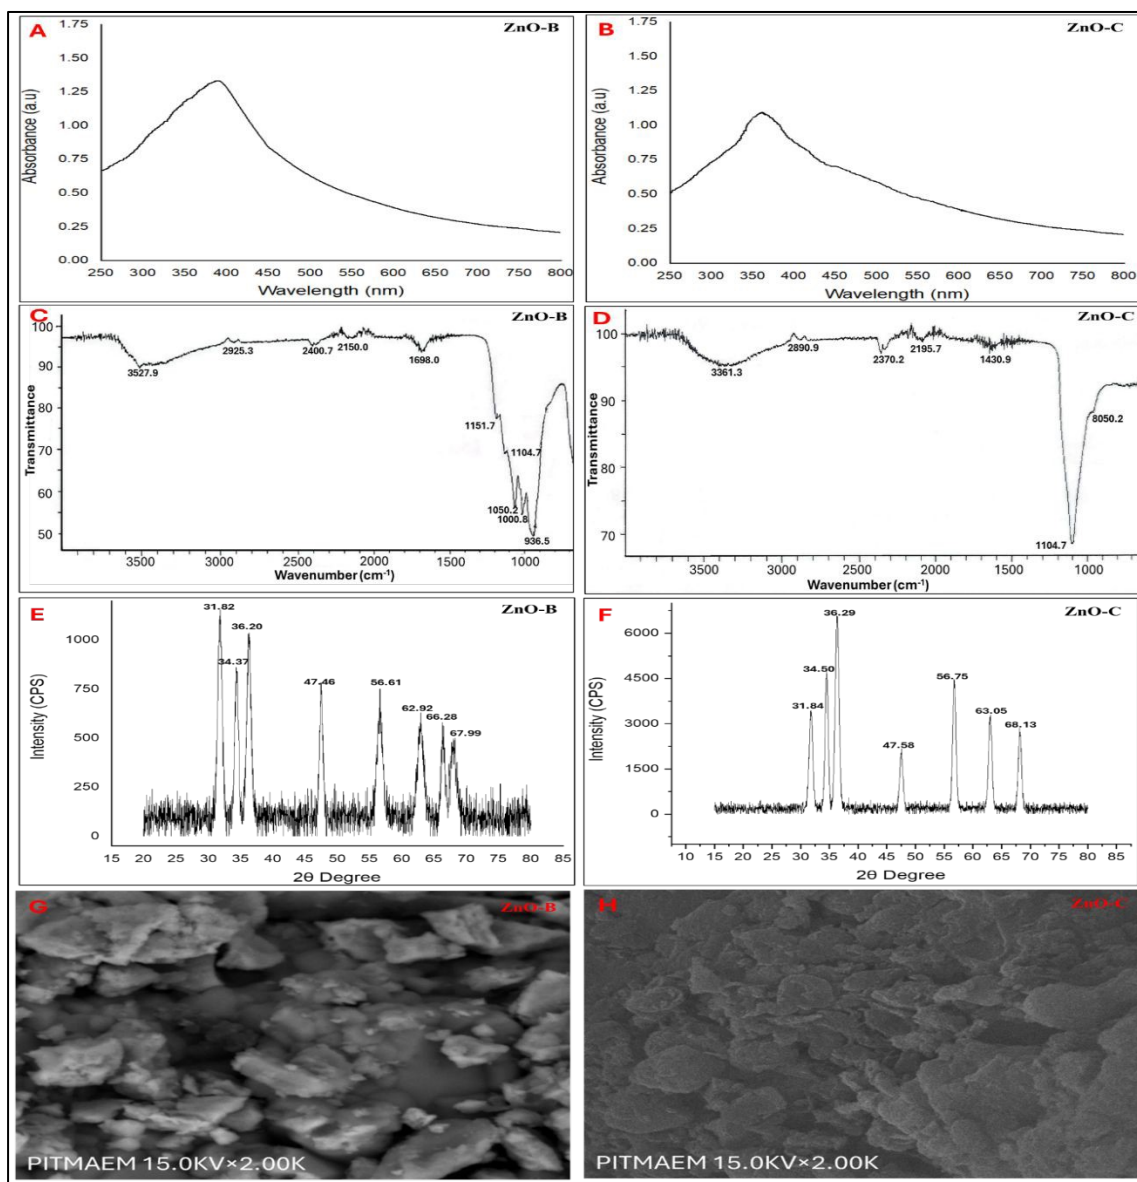 A
ZnO-B
1.75
1.50
1.25
1.00
0.75
0.50
0.25
0.00
Absorbance (a.u)
250 300 350 400 450 500 550 600 650 700 750 800
Wavelength (nm)
B
ZnO-C
1.75
1.50
1.25
1.00
0.75
0.50
0.25
0.00
Absorbance (a.u)
250 300 350 400 450 500 550 600 650 700 750 800
Wavelength (nm)
C
ZnO-B
100
90
80
70
60
50
Transmittance
3527.9
2925.3
2400.7
2150.0
1698.0
1151.7
1104.7
1050.2
1000.8
936.5
3500 3000 2500 2000 1500 1000
Wavenumber (cm-1)
D
ZnO-C
100
90
80
70
Transmittance
3361.3
2890.9
2370.2
2195.7
1430.9
8050.2
1104.7
3500 3000 2500 2000 1500 1000
Wavenumber (cm-1)
E
ZnO-B
1000
750
500
250
0
Intensity (CPS)
31.82
34.37
36.20
47.46
56.61
62.92
66.28
67.99
15 20 25 30 35 40 45 50 55 60 65 70 75 80 85
2θ Degree
F
ZnO-C
6000
4500
3000
1500
0
Intensity (CPS)
31.84
34.50
36.29
47.58
56.75
63.05
68.13
10 15 20 25 30 35 40 45 50 55 60 65 70 75 80 85
2θ Degree
G
ZnO-B
PITMAEM 15.0KV×2.00K
H
ZnO-C
PITMAEM 15.0KV×2.00K